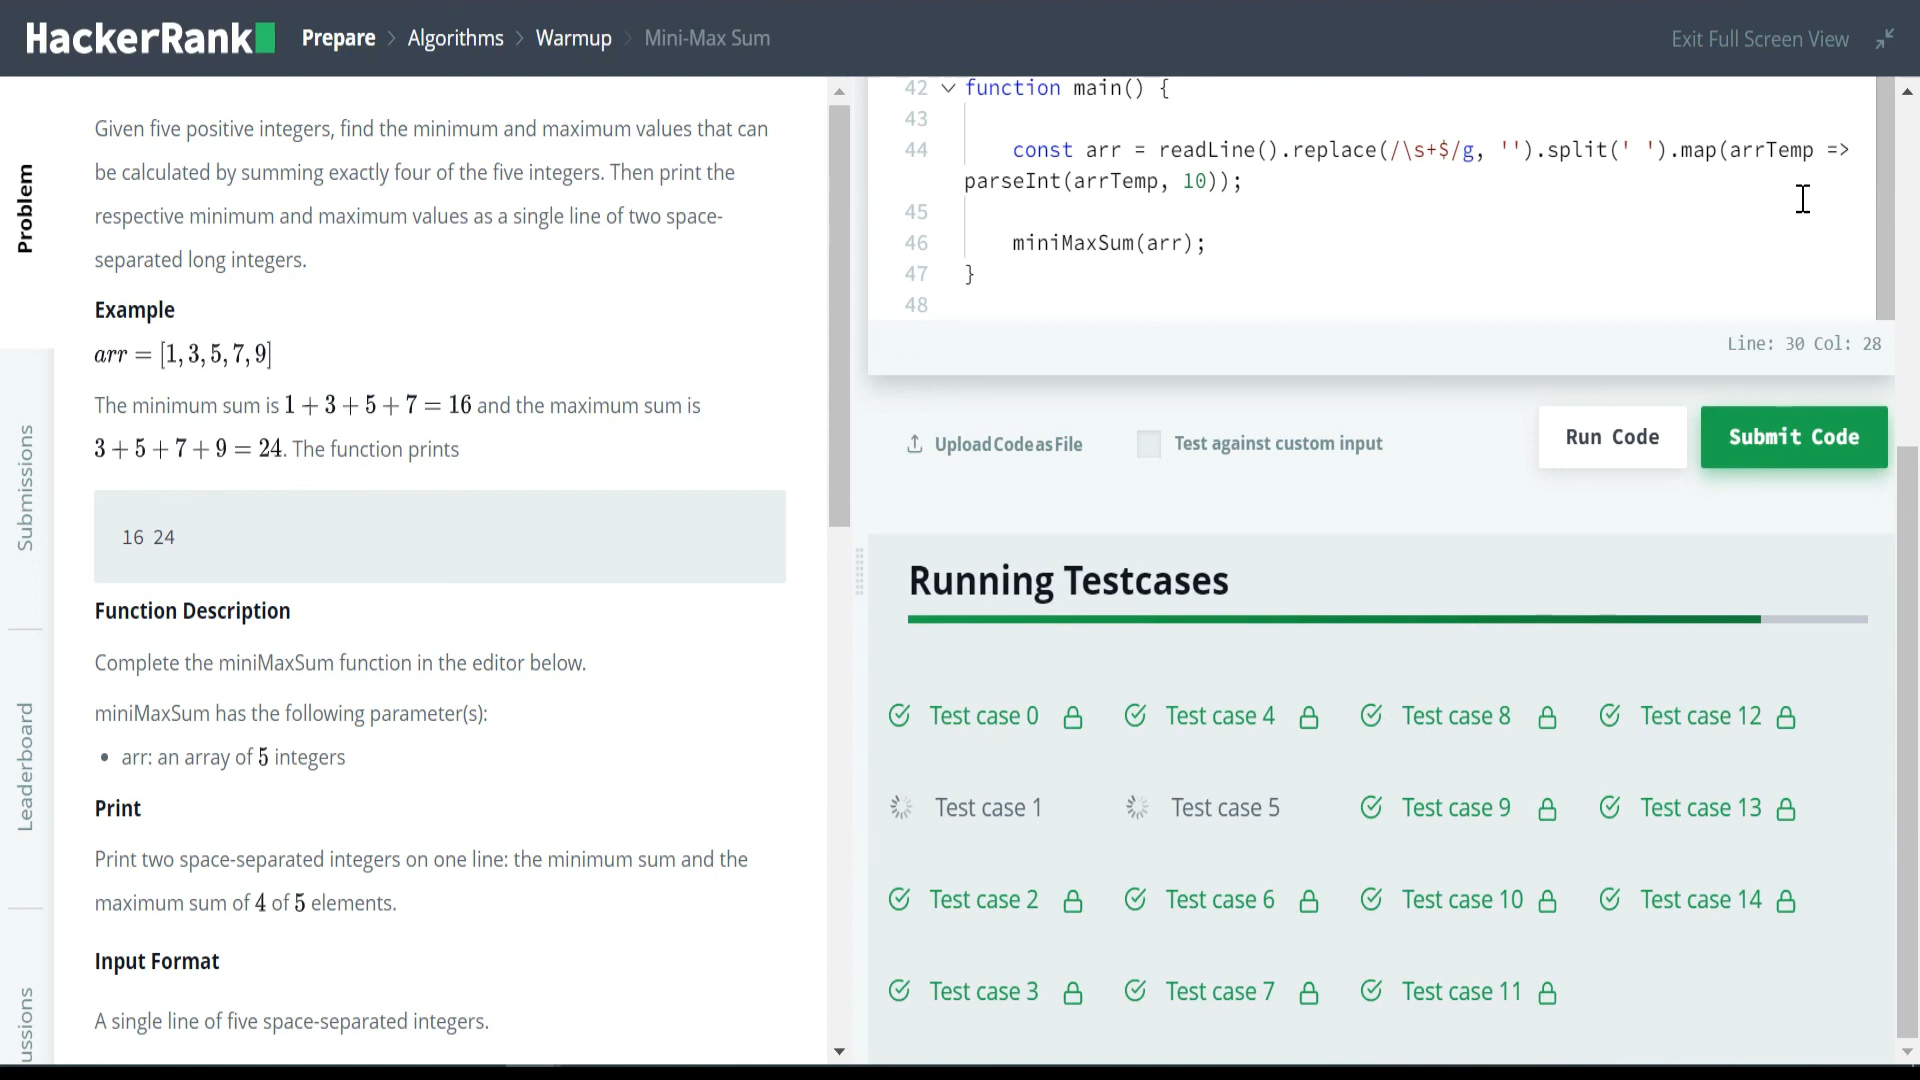 HackerRank Prepare > Algorithms > Warmup > Mini-Max Sum
Exit Full Screen View
Problem
Submissions
Leaderboard
ussions
Given five positive integers, find the minimum and maximum values that can
be calculated by summing exactly four of the five integers. Then print the
respective minimum and maximum values as a single line of two space-
separated long integers.
Example
arr = [1, 3, 5, 7, 9]
The minimum sum is 1 + 3 + 5 + 7 = 16 and the maximum sum is
3 + 5 + 7 + 9 = 24. The function prints
16 24
Function Description
Complete the miniMaxSum function in the editor below.
miniMaxSum has the following parameter(s):
• arr: an array of 5 integers
Print
Print two space-separated integers on one line: the minimum sum and the
maximum sum of 4 of 5 elements.
Input Format
A single line of five space-separated integers.
42 function main() {
43
44 const arr = readLine().replace(/\s+$/g, '').split(' ').map(arrTemp =>
parseInt(arrTemp, 10));
45
46 miniMaxSum(arr);
47 }
48
Line: 30 Col: 28
Upload Code as File
Test against custom input
Run Code
Submit Code
Running Testcases
Test case 0 Test case 4 Test case 8 Test case 12
Test case 1 Test case 5 Test case 9 Test case 13
Test case 2 Test case 6 Test case 10 Test case 14
Test case 3 Test case 7 Test case 11